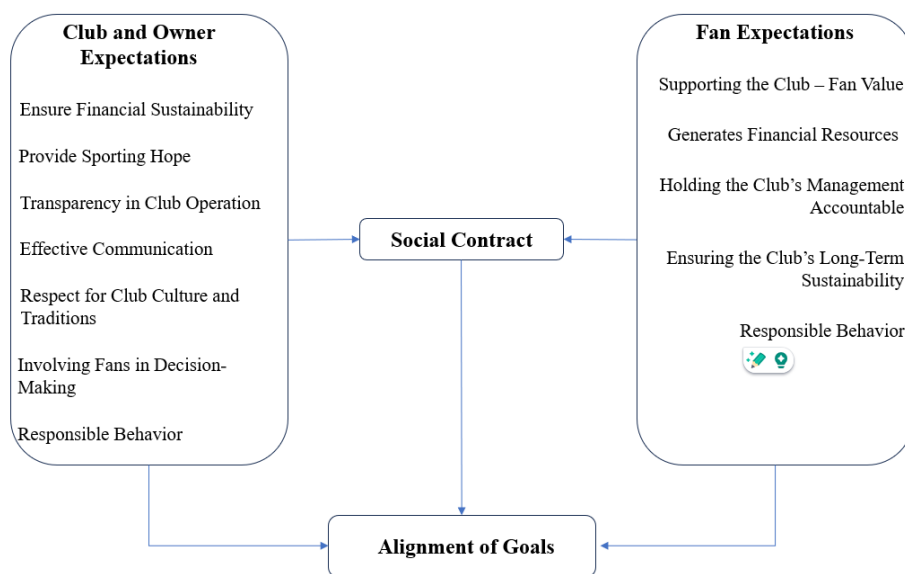 Club and Owner
Expectations
Ensure Financial Sustainability
Provide Sporting Hope
Transparency in Club Operation
Effective Communication
Respect for Club Culture and
Traditions
Involving Fans in Decision-
Making
Responsible Behavior
Social Contract
Fan Expectations
Supporting the Club – Fan Value
Generates Financial Resources
Holding the Club’s Management
Accountable
Ensuring the Club’s Long-Term
Sustainability
Responsible Behavior
Alignment of Goals